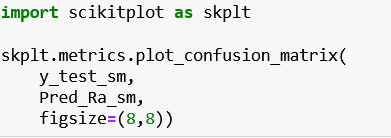 import scikitplot as skplt
skplt.metrics.plot_confusion_matrix(
    y_test_sm,
    Pred_Ra_sm,
    figsize=(8,8))